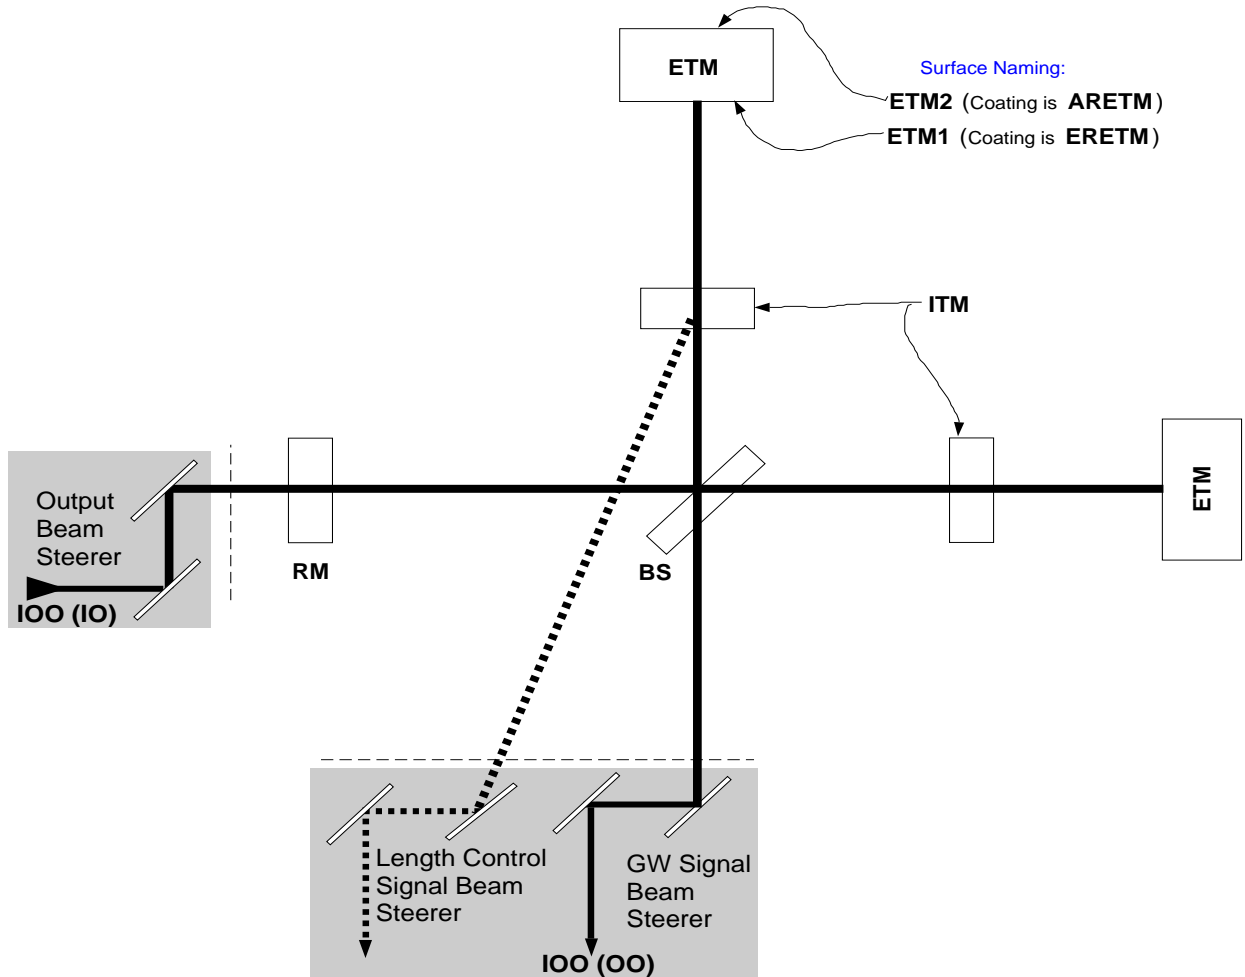 ETM
Surface Naming:
ETM2 (Coating is ARETM)
ETM1 (Coating is ERETM)
ITM
ETM
Output
Beam
Steerer
IOO (IO)
RM
BS
Length Control
Signal Beam
Steerer
GW Signal
Beam
Steerer
IOO (OO)